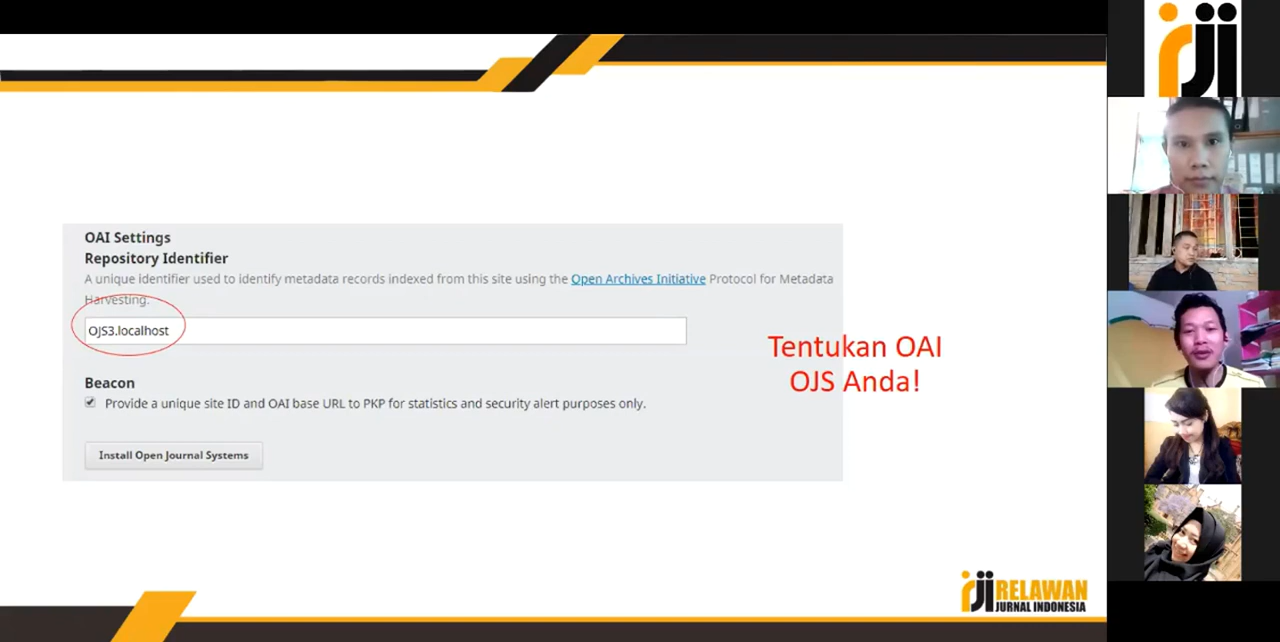 OAI Settings
Repository Identifier
A unique identifier used to identify metadata records indexed from this site using the Open Archives Initiative Protocol for Metadata
Harvesting.
OJS3.localhost
Beacon
Provide a unique site ID and OAI base URL to PKP for statistics and security alert purposes only.
Install Open Journal Systems
Tentukan OAI
OJS Anda!
rji RELAWAN
JURNAL INDONESIA
rji